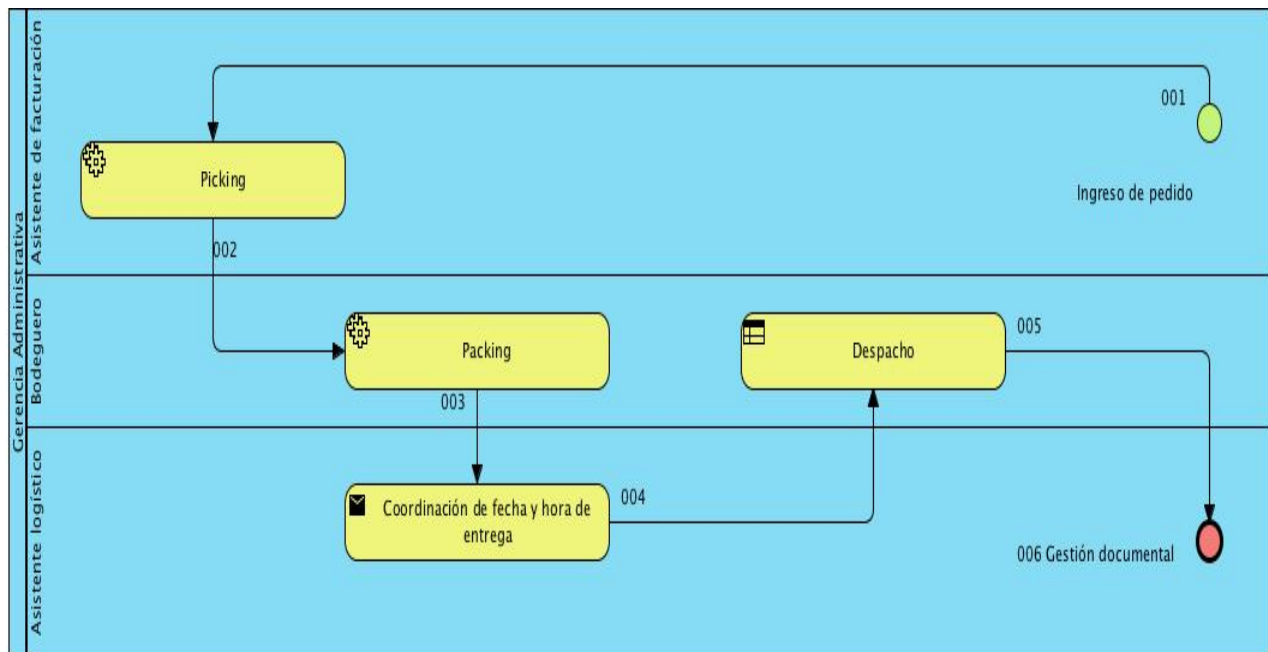 Gerencia Administrativa
Asistente de facturación
001
Ingreso de pedido
Picking
002
Bodeguero
Packing
003
Despacho
005
Asistente logístico
Coordinación de fecha y hora de
entrega
004
006 Gestión documental